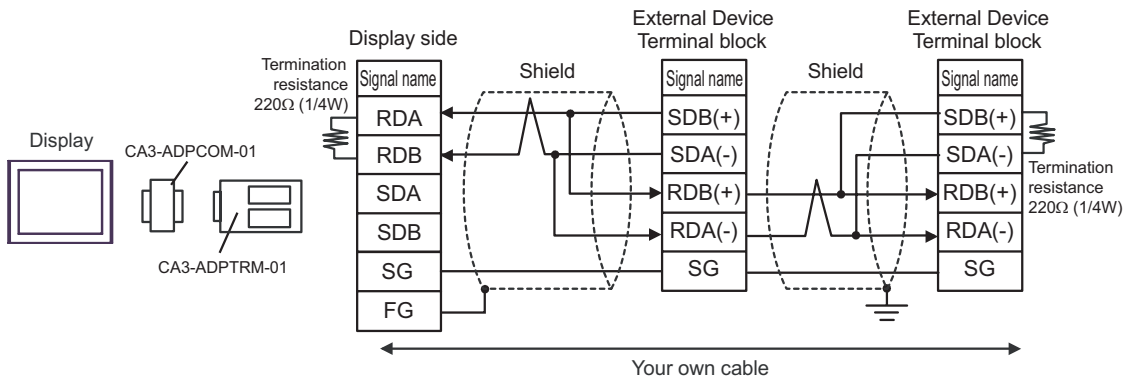 Display
CA3-ADPCOM-01
CA3-ADPTRM-01
Termination
resistance
220Ω (1/4W)
Display side
Signal name
RDA
RDB
SDA
SDB
SG
FG
Shield
External Device
Terminal block
Signal name
SDB(+)
SDA(-)
RDB(+)
RDA(-)
SG
Shield
External Device
Terminal block
Signal name
SDB(+)
SDA(-)
RDB(+)
RDA(-)
SG
Termination
resistance
220Ω (1/4W)
Your own cable